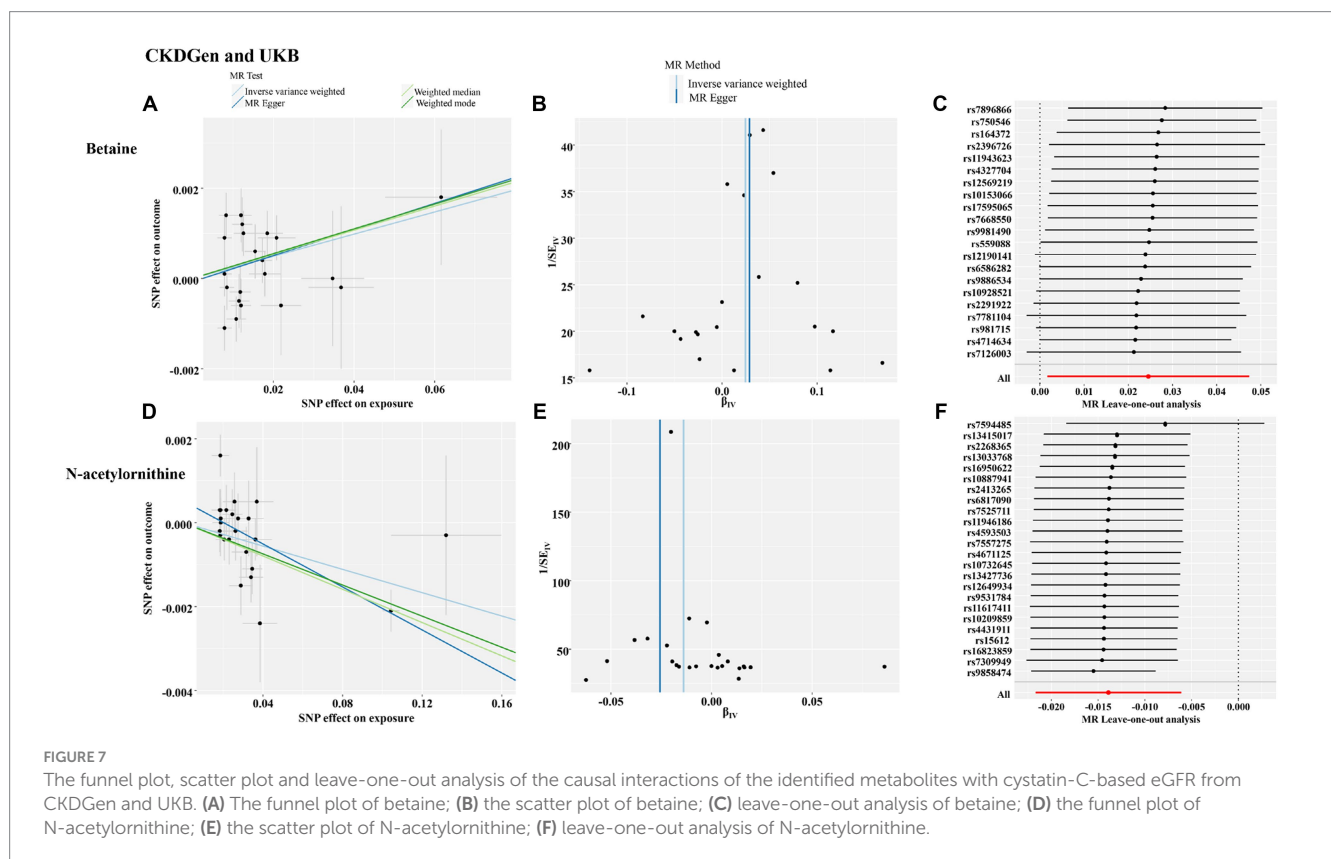 CKDGen and UKB
MR Test
Inverse variance weighted
MR Egger
Weighted median
Weighted mode
MR Method
Inverse variance weighted
MR Egger
A
Betaine
SNP effect on outcome
0.002
0.000
-0.002
0.02
0.04
0.06
SNP effect on exposure
B
1/SE_IV
40
35
30
25
20
15
-0.1
0.0
0.1
β_IV
C
rs7896866
rs750546
rs164372
rs2396726
rs11943623
rs4327704
rs12569219
rs10153066
rs17595065
rs7668550
rs9981490
rs559088
rs12190141
rs6586282
rs9886534
rs10928521
rs2291922
rs7781104
rs981715
rs4714634
rs7126003
All
0.00
0.01
0.02
0.03
0.04
0.05
MR Leave-one-out analysis
D
N-acetylornithine
SNP effect on outcome
0.002
0.000
-0.002
-0.004
0.04
0.08
0.12
0.16
SNP effect on exposure
E
1/SE_IV
200
150
100
50
-0.05
0.00
0.05
β_IV
F
rs7594485
rs13415017
rs2268365
rs13033768
rs16950622
rs10887941
rs2413265
rs6817090
rs7525711
rs11946186
rs4593503
rs7557275
rs4671125
rs10732645
rs13427736
rs12649934
rs9531784
rs11617411
rs10209859
rs4431911
rs15612
rs16823859
rs7309949
rs9858474
All
-0.020
-0.015
-0.010
-0.005
0.000
MR Leave-one-out analysis
FIGURE 7
The funnel plot, scatter plot and leave-one-out analysis of the causal interactions of the identified metabolites with cystatin-C-based eGFR from
CKDGen and UKB. (A) The funnel plot of betaine; (B) the scatter plot of betaine; (C) leave-one-out analysis of betaine; (D) the funnel plot of
N-acetylornithine; (E) the scatter plot of N-acetylornithine; (F) leave-one-out analysis of N-acetylornithine.